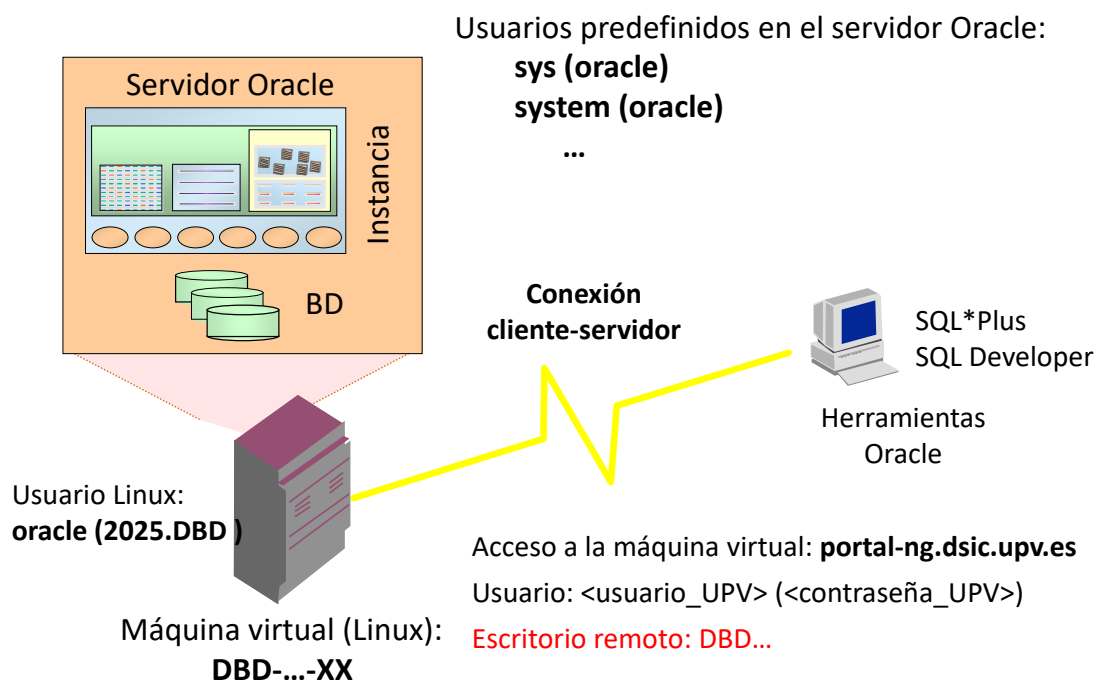 Usuarios predefinidos en el servidor Oracle:
sys (oracle)
system (oracle)
...
Servidor Oracle
Instancia
BD
Conexión
cliente-servidor
SQL*Plus
SQL Developer
Herramientas
Oracle
Usuario Linux:
oracle (2025.DBD )
Máquina virtual (Linux):
DBD-...-XX
Acceso a la máquina virtual: portal-ng.dsic.upv.es
Usuario: <usuario_UPV> (<contraseña_UPV>)
Escritorio remoto: DBD...